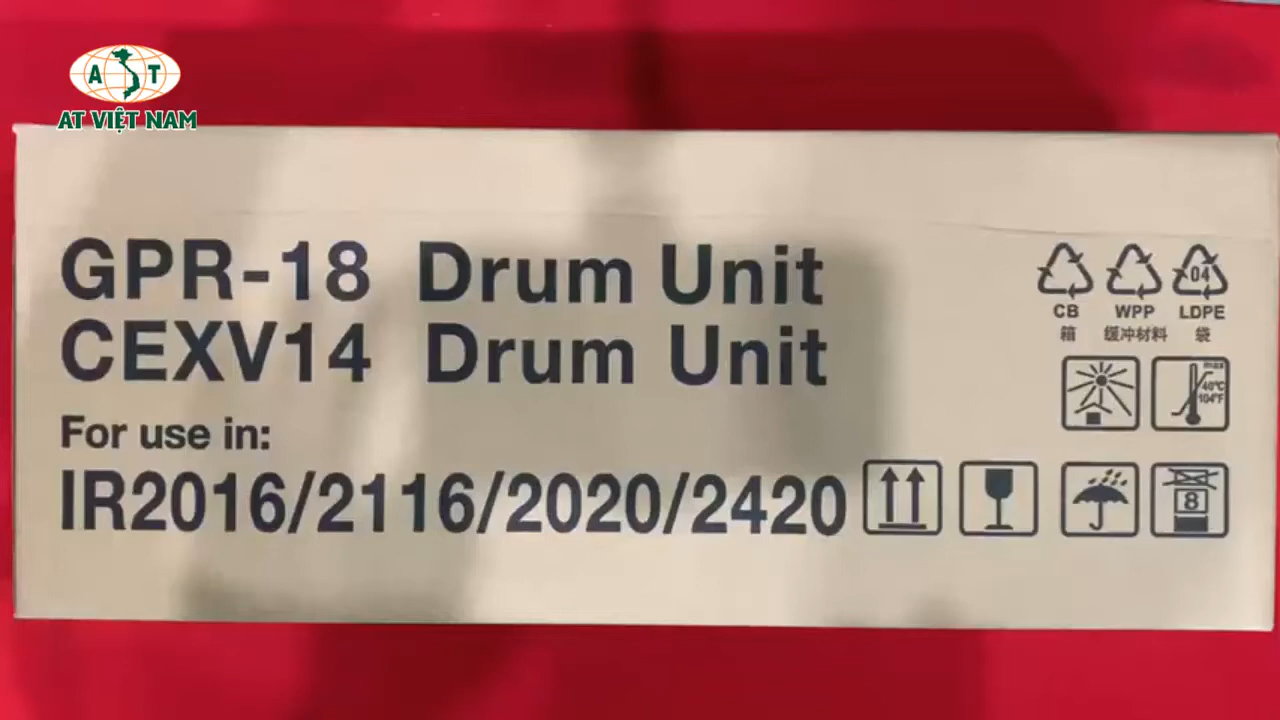 A T
AT VIỆT NAM
GPR-18 Drum Unit
CEXV14 Drum Unit
For use in:
IR2016/2116/2020/2420
04
CB WPP LDPE
箱 缓冲材料 袋
max
40°C
104°F
8